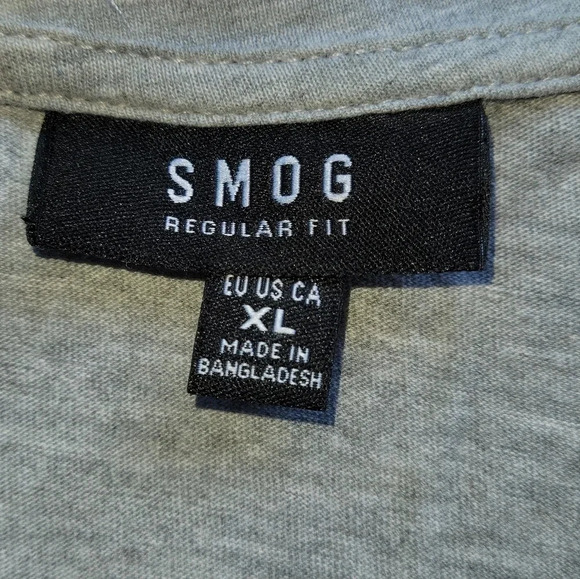 SMOG
REGULAR FIT
EU US CA
XL
MADE IN
BANGLADESH